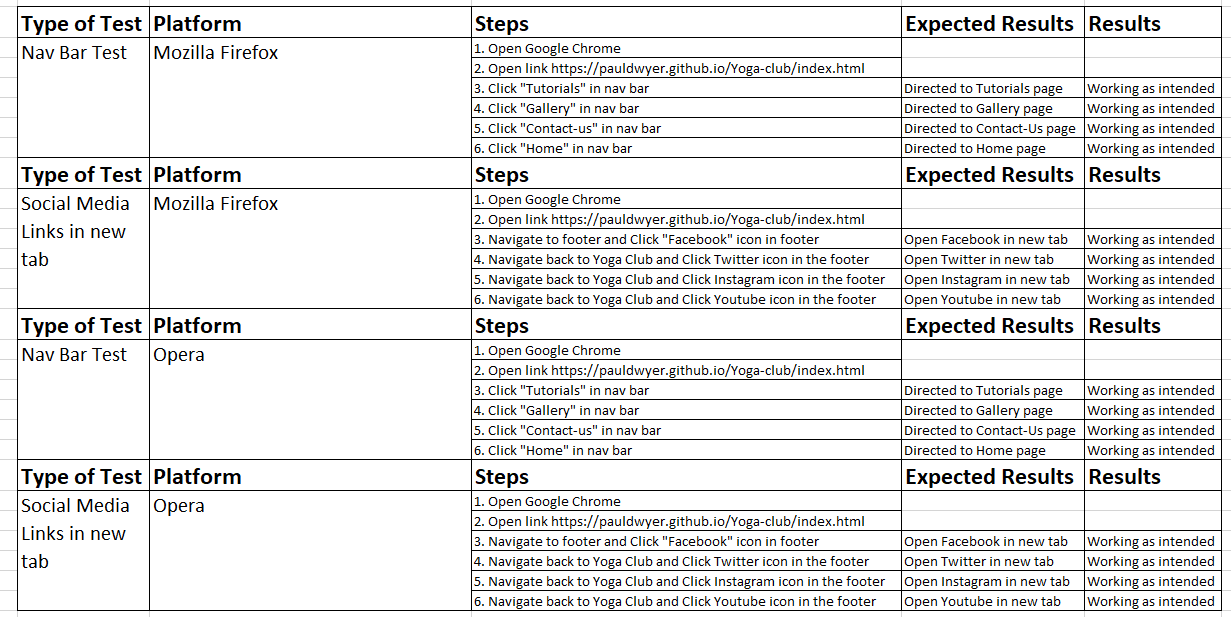 Type of Test Platform Steps Expected Results Results
Nav Bar Test Mozilla Firefox 1. Open Google Chrome
2. Open link https://pauldwyer.github.io/Yoga-club/index.html
3. Click "Tutorials" in nav bar Directed to Tutorials page Working as intended
4. Click "Gallery" in nav bar Directed to Gallery page Working as intended
5. Click "Contact-us" in nav bar Directed to Contact-Us page Working as intended
6. Click "Home" in nav bar Directed to Home page Working as intended
Type of Test Platform Steps Expected Results Results
Social Media Mozilla Firefox 1. Open Google Chrome
2. Open link https://pauldwyer.github.io/Yoga-club/index.html
Links in new 3. Navigate to footer and Click "Facebook" icon in footer Open Facebook in new tab Working as intended
tab 4. Navigate back to Yoga Club and Click Twitter icon in the footer Open Twitter in new tab Working as intended
5. Navigate back to Yoga Club and Click Instagram icon in the footer Open Instagram in new tab Working as intended
6. Navigate back to Yoga Club and Click Youtube icon in the footer Open Youtube in new tab Working as intended
Type of Test Platform Steps Expected Results Results
Nav Bar Test Opera 1. Open Google Chrome
2. Open link https://pauldwyer.github.io/Yoga-club/index.html
3. Click "Tutorials" in nav bar Directed to Tutorials page Working as intended
4. Click "Gallery" in nav bar Directed to Gallery page Working as intended
5. Click "Contact-us" in nav bar Directed to Contact-Us page Working as intended
6. Click "Home" in nav bar Directed to Home page Working as intended
Type of Test Platform Steps Expected Results Results
Social Media Opera 1. Open Google Chrome
2. Open link https://pauldwyer.github.io/Yoga-club/index.html
Links in new 3. Navigate to footer and Click "Facebook" icon in footer Open Facebook in new tab Working as intended
tab 4. Navigate back to Yoga Club and Click Twitter icon in the footer Open Twitter in new tab Working as intended
5. Navigate back to Yoga Club and Click Instagram icon in the footer Open Instagram in new tab Working as intended
6. Navigate back to Yoga Club and Click Youtube icon in the footer Open Youtube in new tab Working as intended